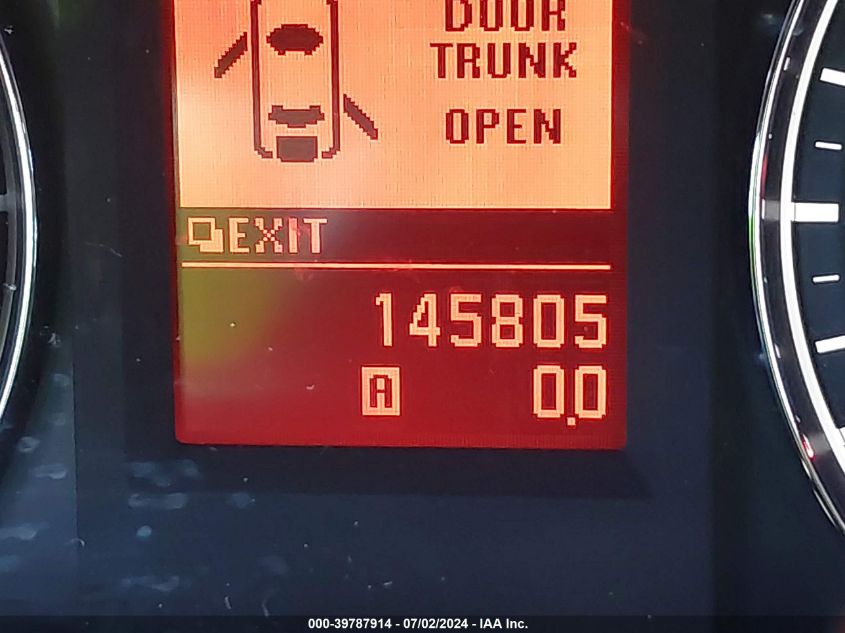 DOOR
TRUNK
OPEN
EXIT
145805
A 0.0
000-39787914 - 07/02/2024 - IAA Inc.